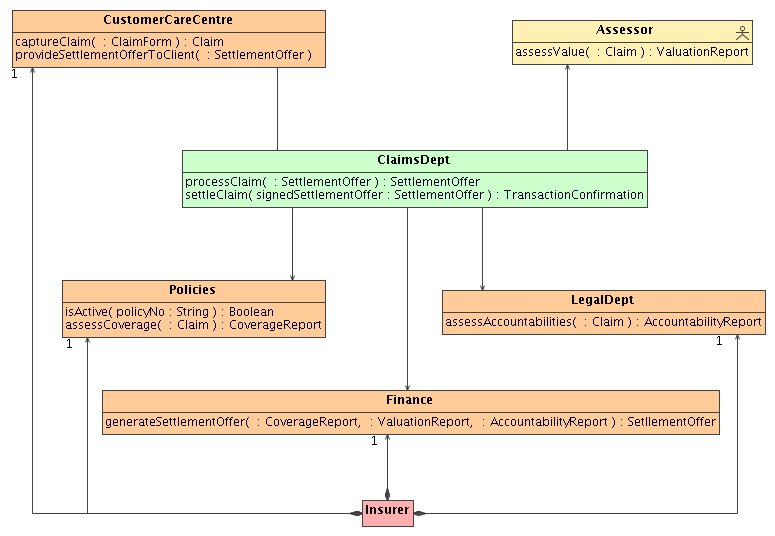 CustomerCareCentre
captureClaim(  : ClaimForm ) : Claim
provideSettlementOfferToClient(  : SettlementOffer )
1
Assessor
assessValue(  : Claim ) : ValuationReport
ClaimsDept
processClaim(  : SettlementOffer ) : SettlementOffer
settleClaim( signedSettlementOffer : SettlementOffer ) : TransactionConfirmation
Policies
isActive( policyNo : String ) : Boolean
assessCoverage(  : Claim ) : CoverageReport
1
LegalDept
assessAccountabilities(  : Claim ) : AccountabilityReport
1
Finance
generateSettlementOffer(  : CoverageReport,  : ValuationReport,  : AccountabilityReport ) : SetllementOffer
1
Insurer